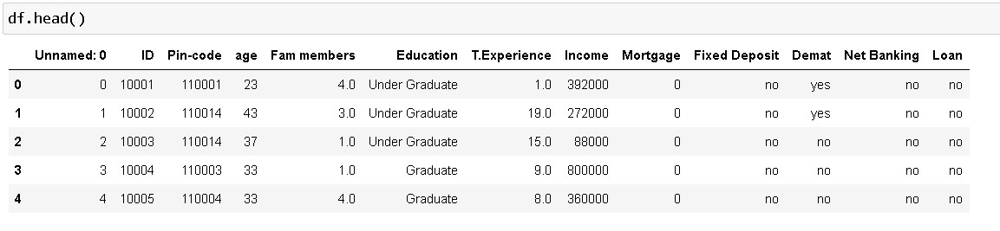 df.head()
Unnamed: 0 ID Pin-code age Fam members Education T.Experience Income Mortgage Fixed Deposit Demat Net Banking Loan
0 0 10001 110001 23 4.0 Under Graduate 1.0 392000 0 no yes no no
1 1 10002 110014 43 3.0 Under Graduate 19.0 272000 0 no yes no no
2 2 10003 110014 37 1.0 Under Graduate 15.0 88000 0 no no no no
3 3 10004 110003 33 1.0 Graduate 9.0 800000 0 no no no no
4 4 10005 110004 33 4.0 Graduate 8.0 360000 0 no no no no